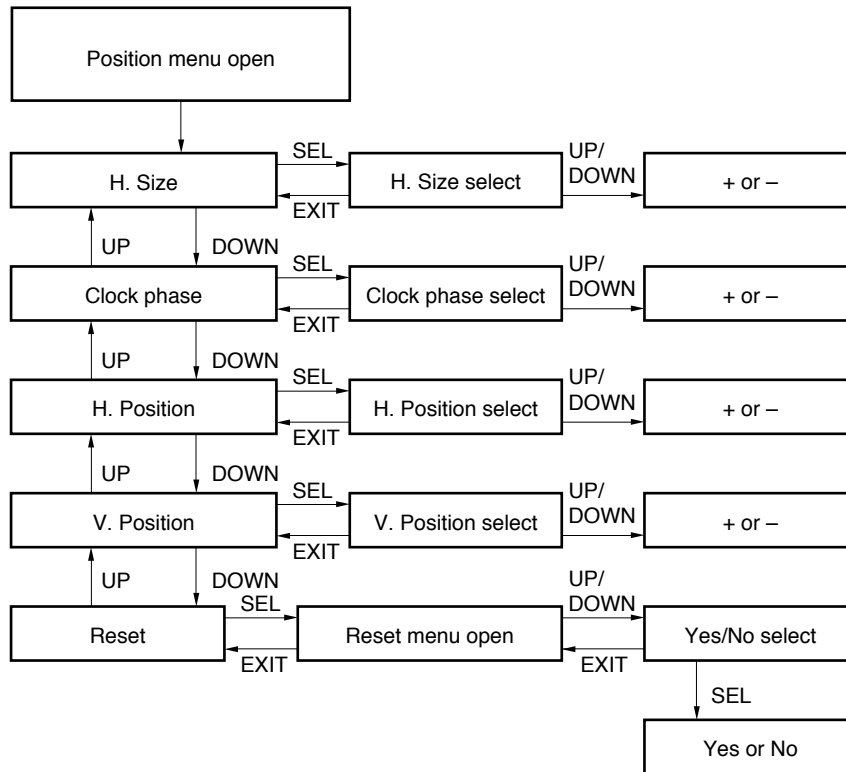 Position menu open
SEL
UP/
DOWN
H. Size
H. Size select
+ or –
EXIT
UP
DOWN
SEL
UP/
DOWN
Clock phase
Clock phase select
+ or –
EXIT
UP
DOWN
SEL
UP/
DOWN
H. Position
H. Position select
+ or –
EXIT
UP
DOWN
SEL
UP/
DOWN
V. Position
V. Position select
+ or –
EXIT
UP
DOWN
SEL
UP/
DOWN
Reset
Reset menu open
Yes/No select
EXIT
EXIT
SEL
Yes or No